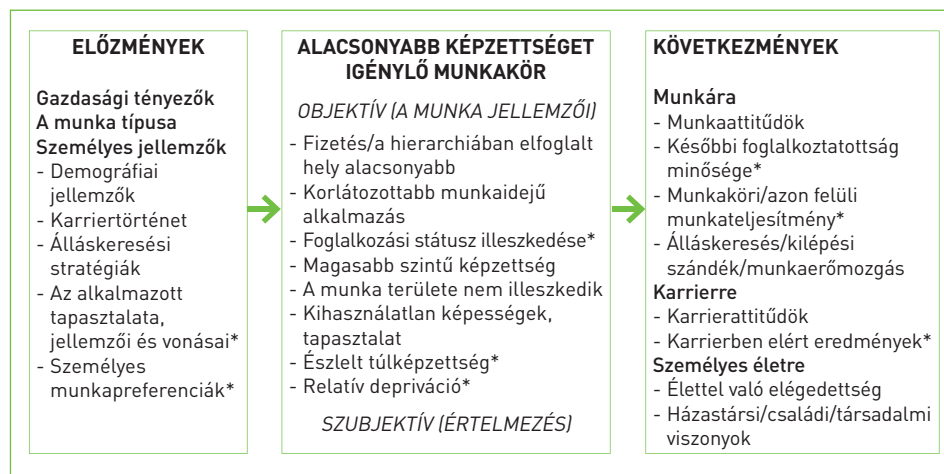 ELŐZMÉNYEK
Gazdasági tényezők
A munka típusa
Személyes jellemzők
- Demográfiai
jellemzők
- Karriertörténet
- Álláskeresési
stratégiák
- Az alkalmazott
tapasztalata,
jellemzői és vonásai*
- Személyes
munkapreferenciák*
ALACSONYABB KÉPZETTSÉGET
IGÉNYLŐ MUNKAKÖR
OBJEKTÍV (A MUNKA JELLEMZŐI)
- Fizetés/a hierarchiában elfoglalt
hely alacsonyabb
- Korlátozottabb munkaidejű
alkalmazás
- Foglalkozási státusz illeszkedése*
- Magasabb szintű képzettség
- A munka területe nem illeszkedik
- Kihasználatlan képességek,
tapasztalat
- Észlelt túlképzettség*
- Relatív depriváció*
SZUBJEKTÍV (ÉRTELMEZÉS)
KÖVETKEZMÉNYEK
Munkára
- Munkaattitűdök
- Későbbi foglalkoztatottság
minősége*
- Munkaköri/azon felüli
munkateljesítmény*
- Álláskeresés/kilépési
szándék/munkaerőmozgás
Karrierre
- Karrierattitűdök
- Karrierben elért eredmények*
Személyes életre
- Élettel való elégedettség
- Házastársi/családi/társadalmi
viszonyok